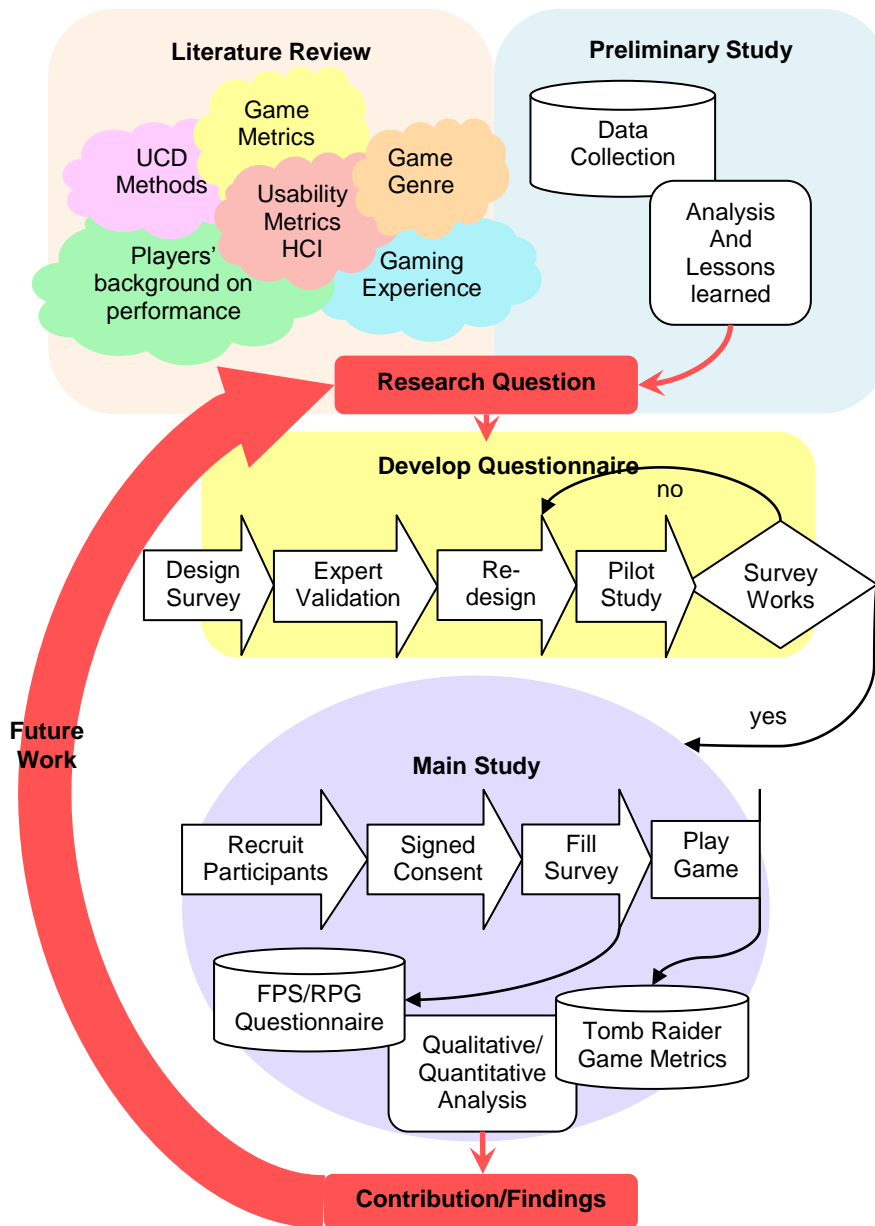 Literature Review
Preliminary Study
Game
Metrics
UCD
Methods
Game
Genre
Usability
Metrics
HCI
Players’
background on
performance
Gaming
Experience
Data
Collection
Analysis
And
Lessons
learned
Research Question
Develop Questionnaire
no
Design
Survey
Expert
Validation
Re-
design
Pilot
Study
Survey
Works
yes
Future
Work
Main Study
Recruit
Participants
Signed
Consent
Fill
Survey
Play
Game
FPS/RPG
Questionnaire
Qualitative/
Quantitative
Analysis
Tomb Raider
Game Metrics
Contribution/Findings